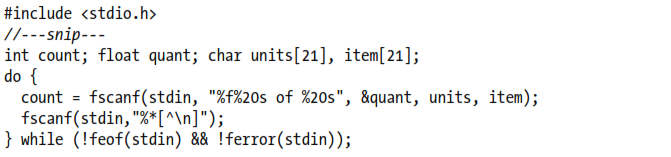 #include <stdio.h>
//---snip---
int count; float quant; char units[21], item[21];
do {
  count = fscanf(stdin, "%f%20s of %20s", &quant, units, item);
  fscanf(stdin,"%*[^\n]");
} while (!feof(stdin) && !ferror(stdin));